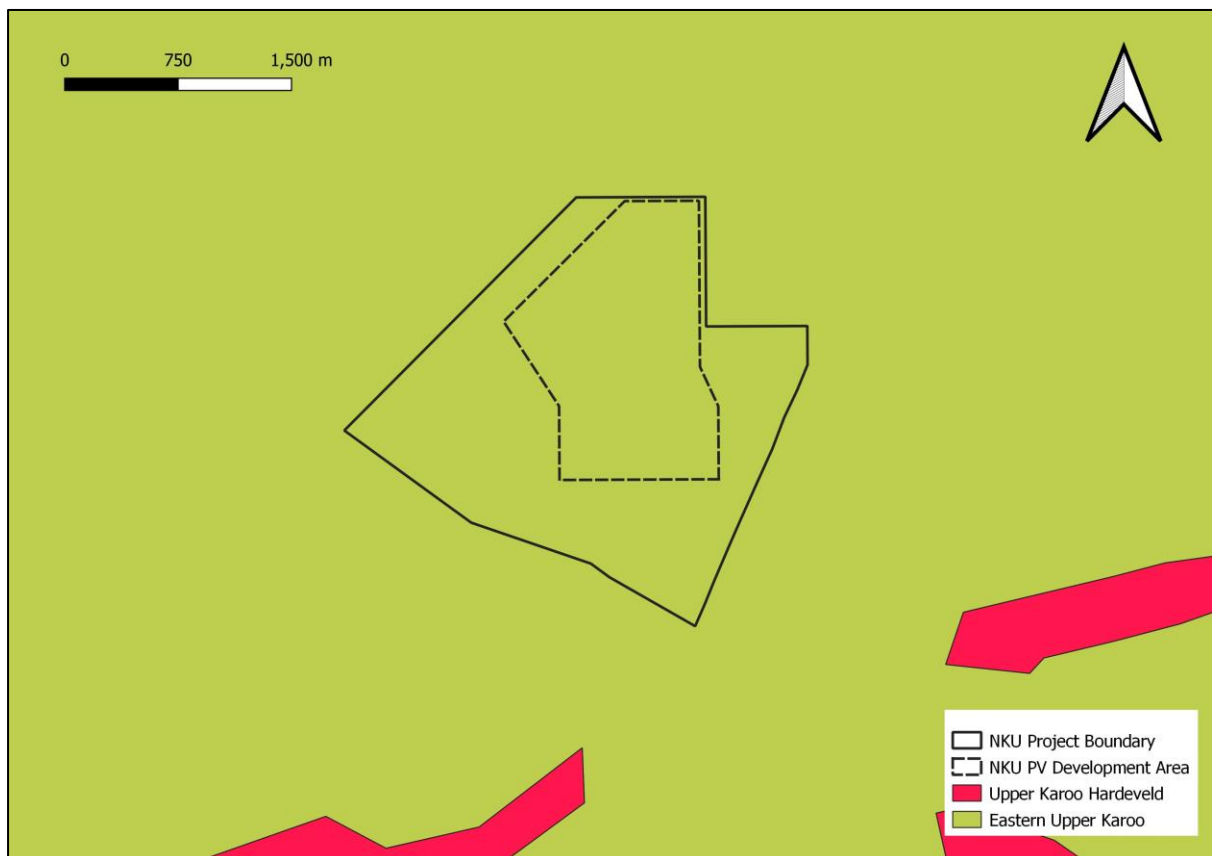 0 750 1,500 m
NKU Project Boundary
NKU PV Development Area
Upper Karoo Hardeveld
Eastern Upper Karoo